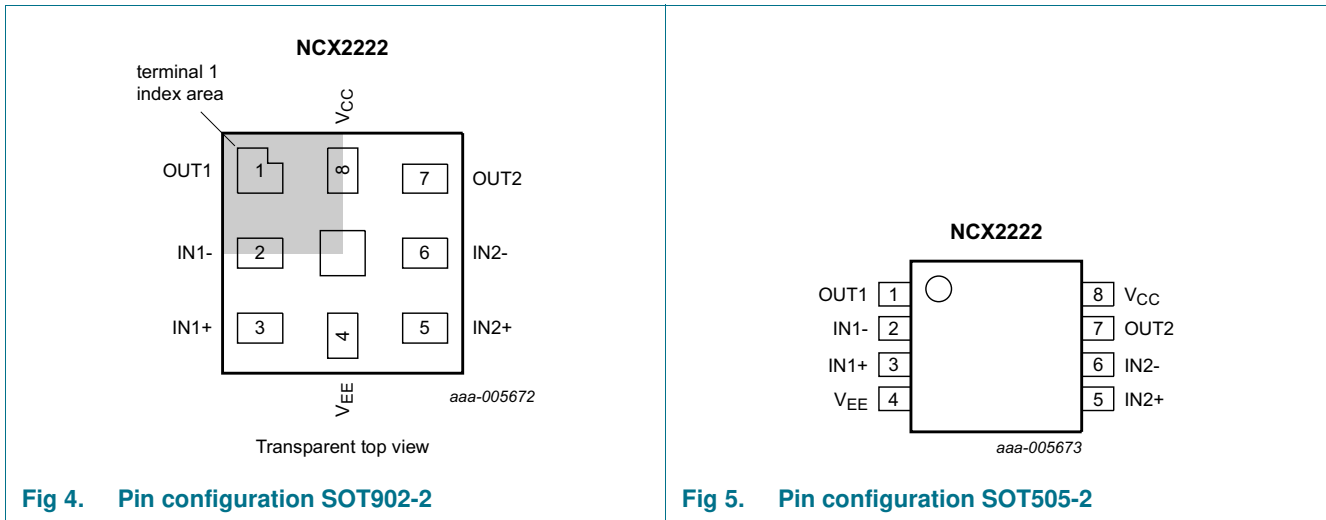 NCX2222
terminal 1
index area
VCC
OUT1 1 8 7 OUT2
IN1- 2 6 IN2-
IN1+ 3 4 5 IN2+
VEE
aaa-005672
Transparent top view
Fig 4. Pin configuration SOT902-2
NCX2222
OUT1 1 8 VCC
IN1- 2 7 OUT2
IN1+ 3 6 IN2-
VEE 4 5 IN2+
aaa-005673
Fig 5. Pin configuration SOT505-2